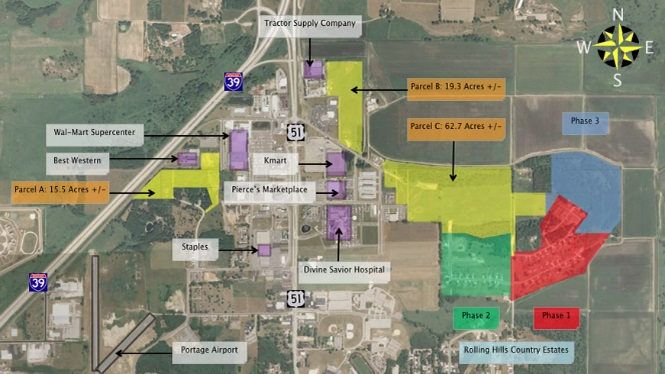 Tractor Supply Company
N
W
E
S
39
Parcel B: 19.3 Acres +/-
Parcel C: 62.7 Acres +/-
Phase 3
51
Wal-Mart Supercenter
Best Western
Kmart
Parcel A: 15.5 Acres +/-
Pierce's Marketplace
Staples
Divine Savior Hospital
39
51
Phase 2
Phase 1
Portage Airport
Rolling Hills Country Estates